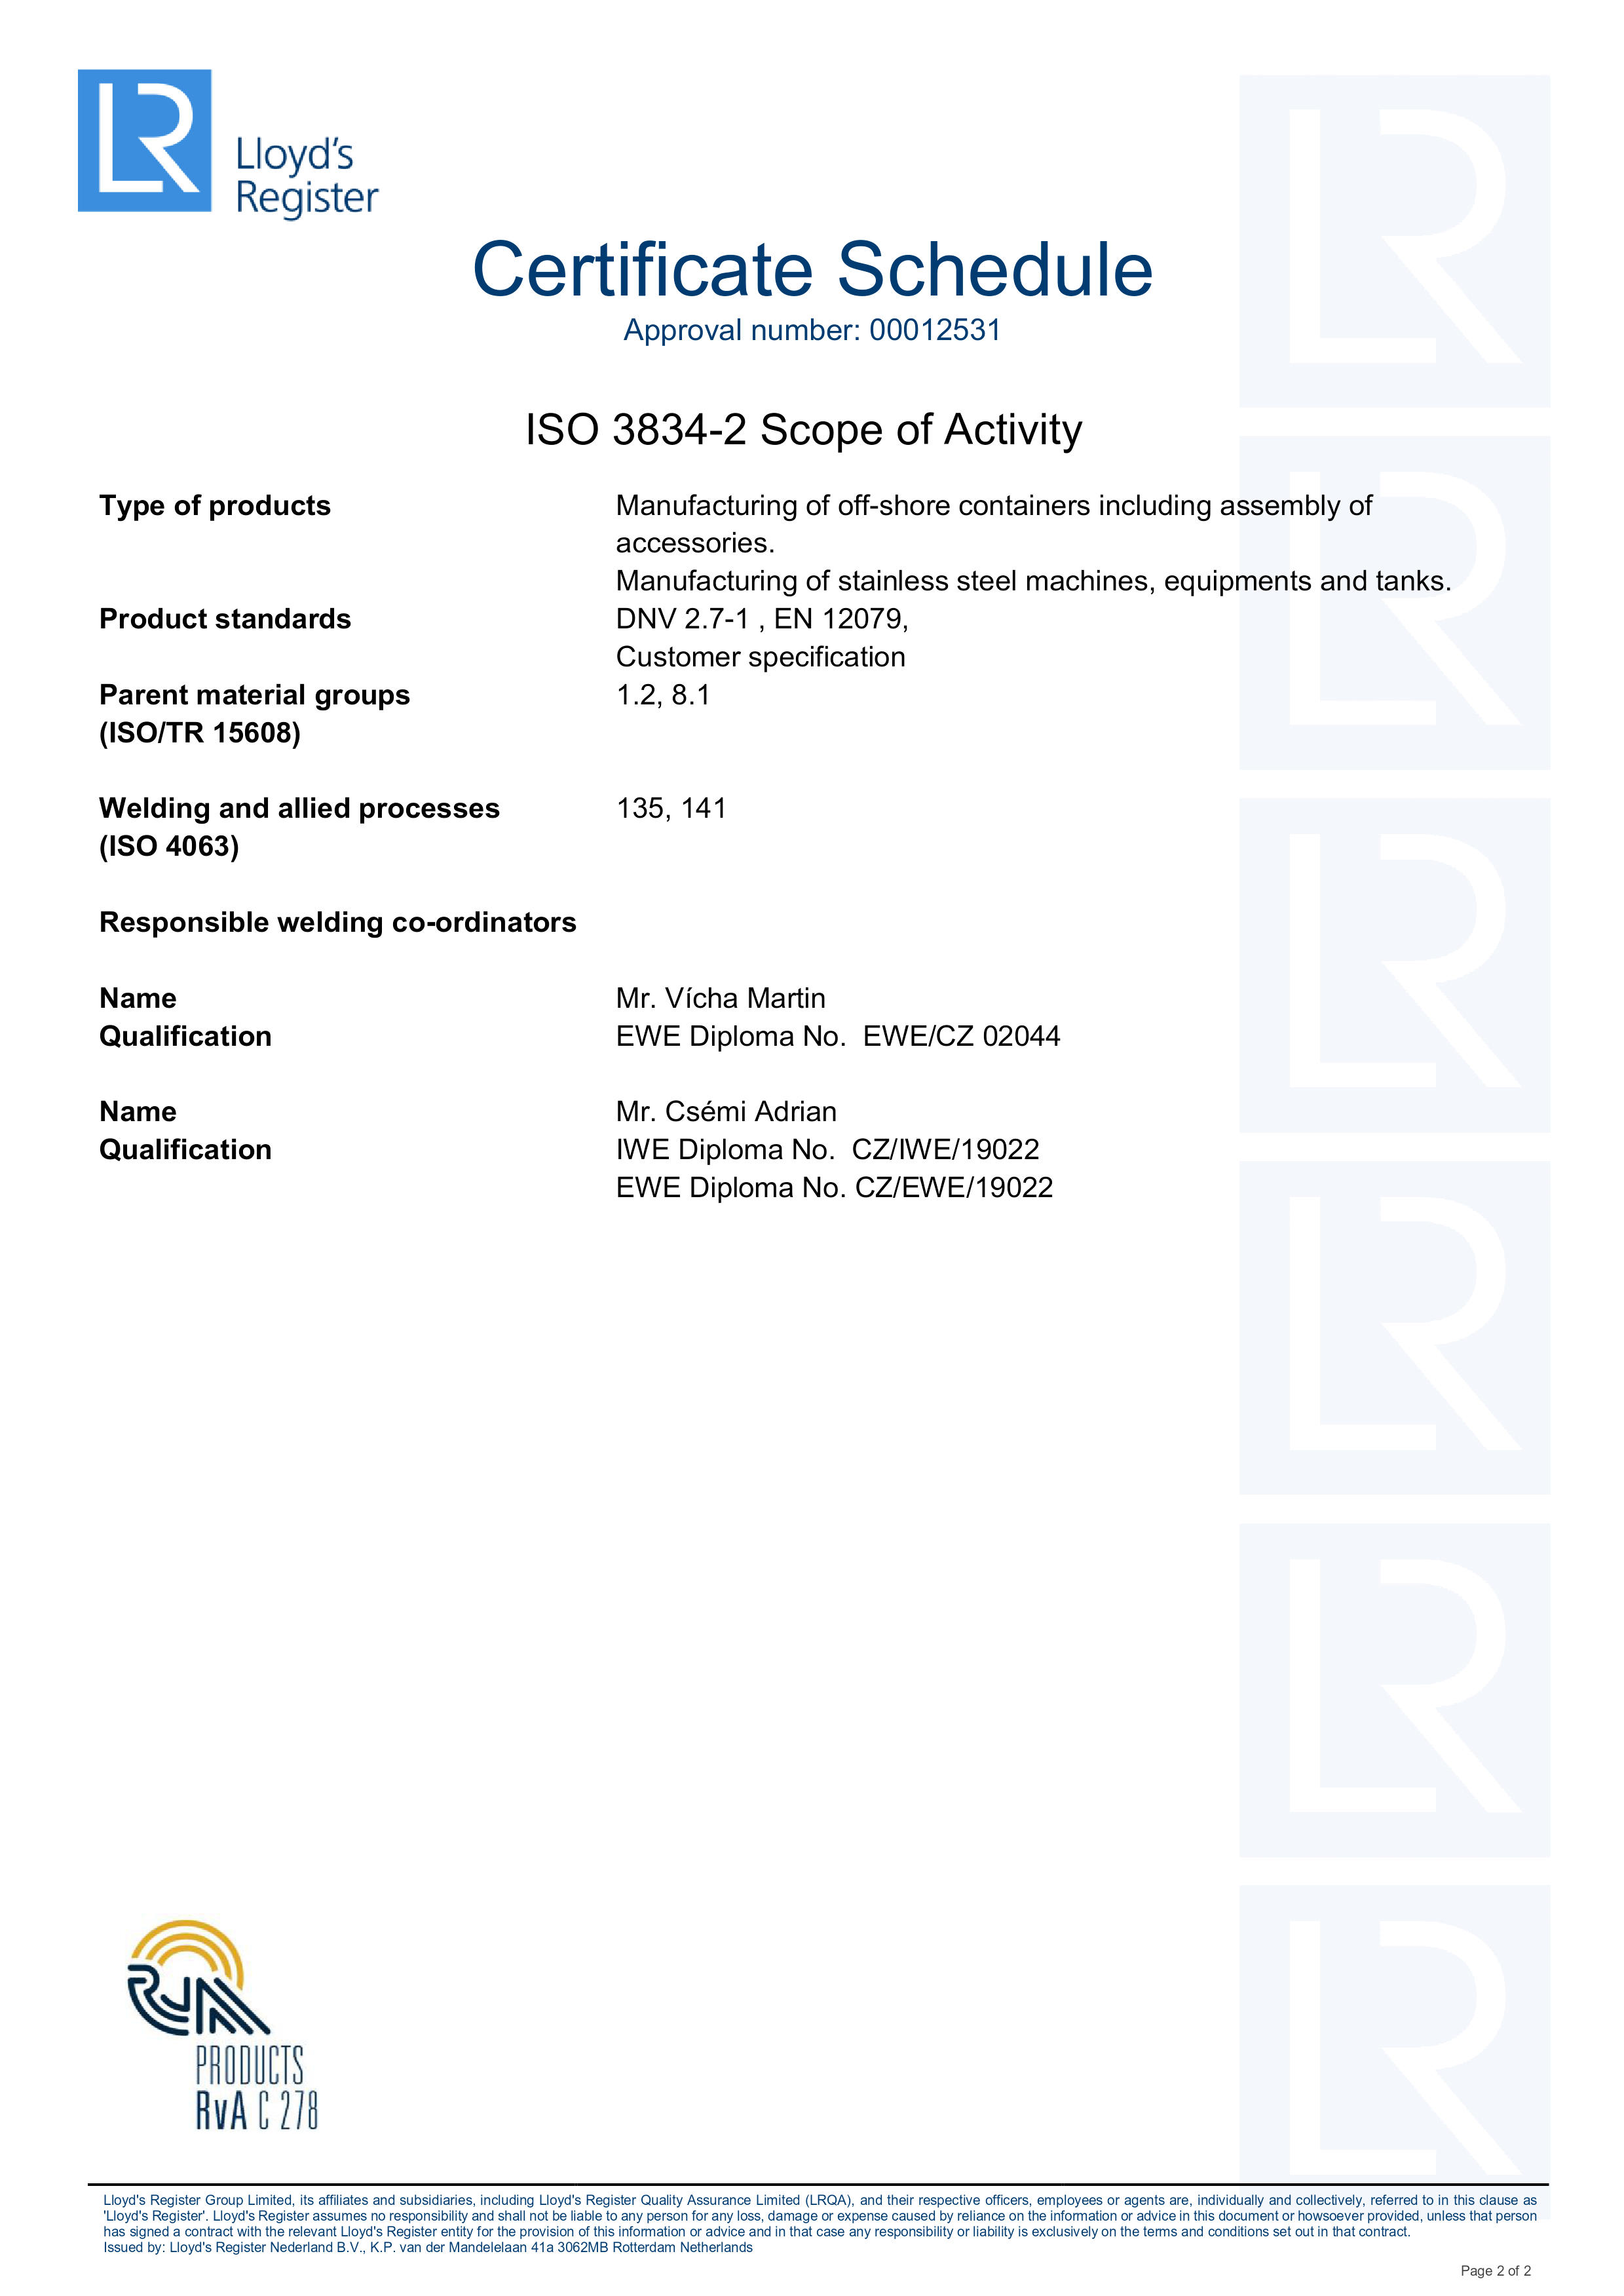 LR
Lloyd's
Register
Certificate Schedule
Approval number: 00012531
ISO 3834-2 Scope of Activity
Type of products Manufacturing of off-shore containers including assembly of
accessories.
Manufacturing of stainless steel machines, equipments and tanks.
Product standards DNV 2.7-1 , EN 12079,
Customer specification
Parent material groups 1.2, 8.1
(ISO/TR 15608)
Welding and allied processes 135, 141
(ISO 4063)
Responsible welding co-ordinators
Name Mr. Vícha Martin
Qualification EWE Diploma No. EWE/CZ 02044
Name Mr. Csémi Adrian
Qualification IWE Diploma No. CZ/IWE/19022
EWE Diploma No. CZ/EWE/19022
RVA
PRODUCTS
RvA C 278
Lloyd's Register Group Limited, its affiliates and subsidiaries, including Lloyd's Register Quality Assurance Limited (LRQA), and their respective officers, employees or agents are, individually and collectively, referred to in this clause as
'Lloyd's Register'. Lloyd's Register assumes no responsibility and shall not be liable to any person for any loss, damage or expense caused by reliance on the information or advice in this document or howsoever provided, unless that person
has signed a contract with the relevant Lloyd's Register entity for the provision of this information or advice and in that case any responsibility or liability is exclusively on the terms and conditions set out in that contract.
Issued by: Lloyd's Register Nederland B.V., K.P. van der Mandelelaan 41a 3062MB Rotterdam Netherlands
Page 2 of 2